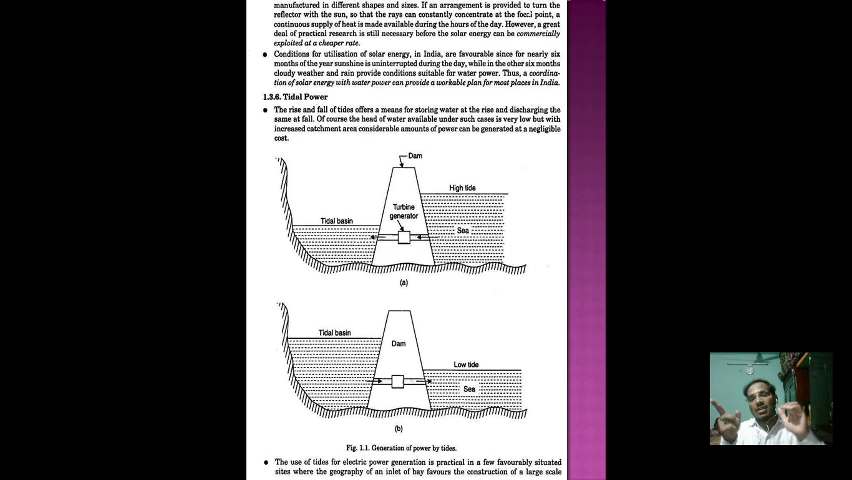 manufactured in different shapes and sizes. If an arrangement is provided to turn the
reflector with the sun, so that the rays can constantly concentrate at the focal point, a
continuous supply of heat is made available during the hours of the day. However, a great
deal of practical research is still necessary before the solar energy can be commercially
exploited at a cheaper rate.
● Conditions for utilisation of solar energy, in India, are favourable since for nearly six
months of the year sunshine is uninterrupted during the day, while in the other six months
cloudy weather and rain provide conditions suitable for water power. Thus, a coordina-
tion of solar energy with water power can provide a workable plan for most places in India.
1.3.6. Tidal Power
● The rise and fall of tides offers a means for storing water at the rise and discharging the
same at fall. Of course the head of water available under such cases is very low but with
increased catchment area considerable amounts of power can be generated at a negligible
cost.
Dam
High tide
Turbine
generator
Tidal basin
Sea
(a)
Tidal basin
Dam
Low tide
Sea
(b)
Fig. 1.1. Generation of power by tides.
● The use of tides for electric power generation is practical in a few favourably situated
sites where the geography of an inlet of bay favours the construction of a large scale